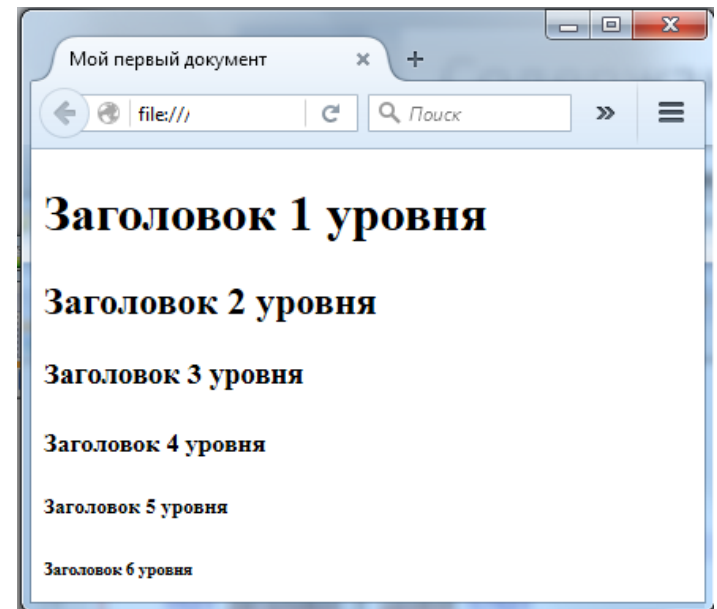 Мой первый документ
file:///
Поиск
Заголовок 1 уровня
Заголовок 2 уровня
Заголовок 3 уровня
Заголовок 4 уровня
Заголовок 5 уровня
Заголовок 6 уровня